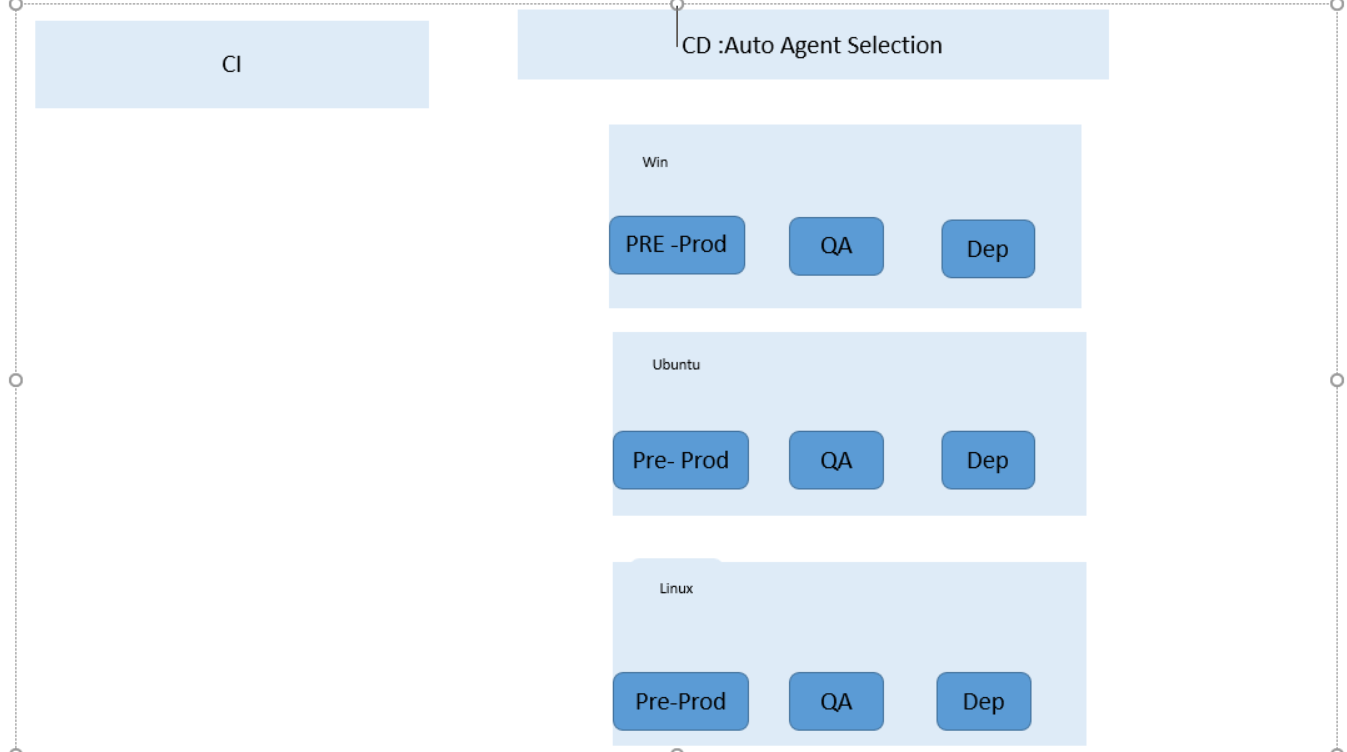 CI
CD :Auto Agent Selection
Win
PRE -Prod
QA
Dep
Ubuntu
Pre- Prod
QA
Dep
Linux
Pre-Prod
QA
Dep